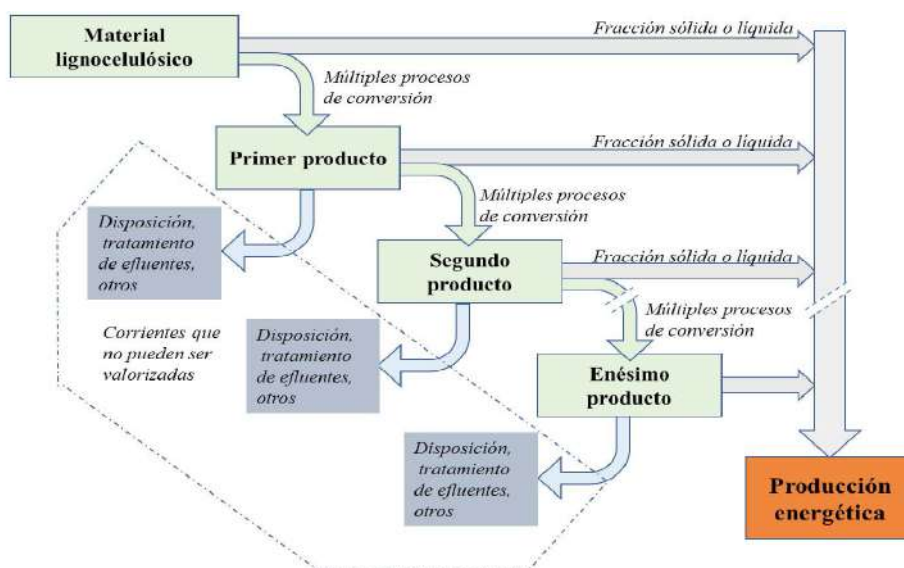 Material
lignocelulósico
Fracción sólida o líquida
Múltiples procesos
de conversión
Primer producto
Fracción sólida o líquida
Múltiples procesos
de conversión
Disposición,
tratamiento
de efluentes,
otros
Segundo
producto
Fracción sólida o líquida
Múltiples procesos
de conversión
Corrientes que
no pueden ser
valorizadas
Disposición,
tratamiento
de efluentes,
otros
Enésimo
producto
Disposición,
tratamiento
de efluentes,
otros
Producción
energética